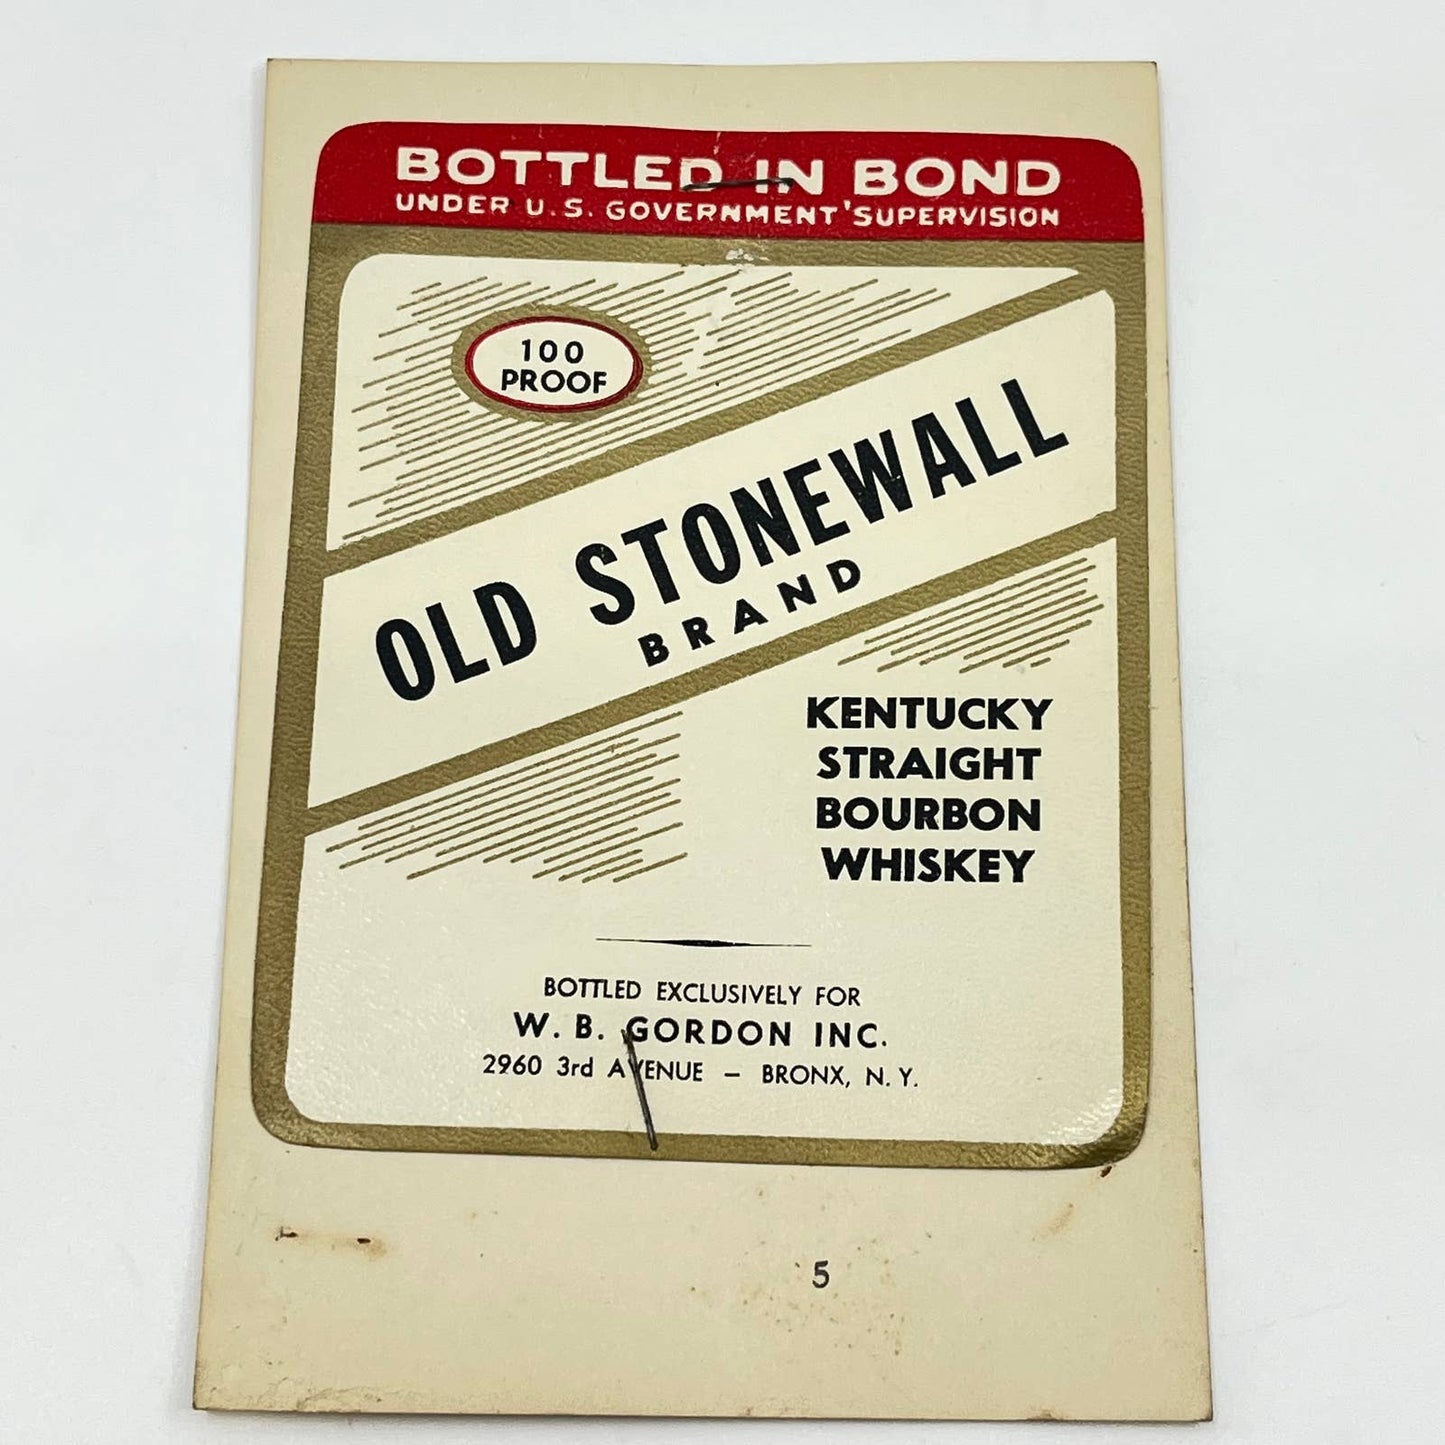 BOTTLED IN BOND
UNDER U.S. GOVERNMENT SUPERVISION
100
PROOF
OLD STONEWALL
BRAND
KENTUCKY
STRAIGHT
BOURBON
WHISKEY
BOTTLED EXCLUSIVELY FOR
W. B. GORDON INC.
2960 3rd AVENUE — BRONX, N. Y.
5